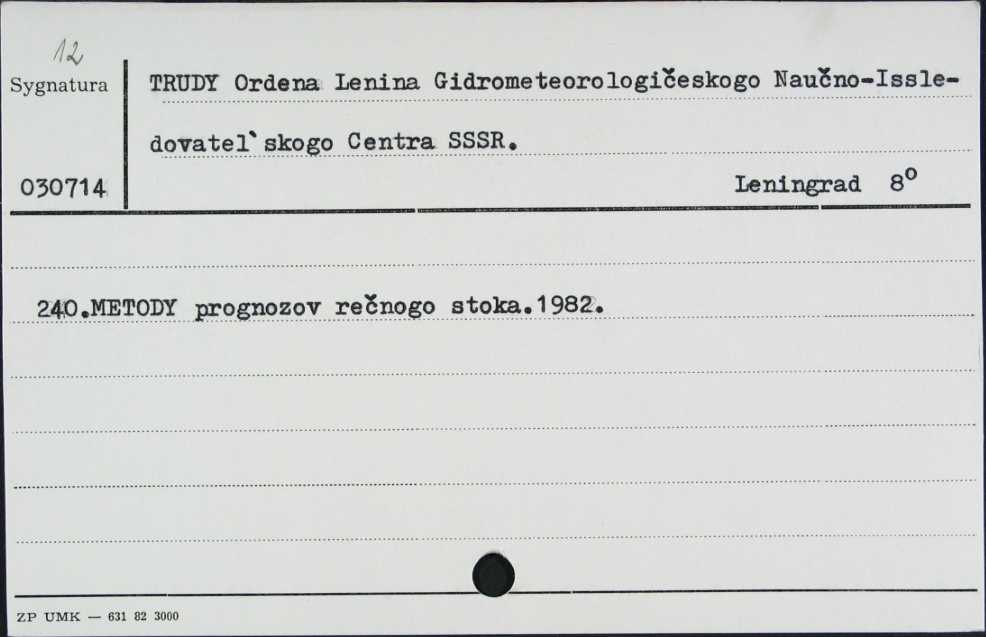 12
Sygnatura
TRUDY Ordena Lenina Gidrometeorologičeskogo Naučno-Issle-
dovatel`skogo Centra SSSR.
030714
Leningrad 8º
240.METODY prognozov rečnogo stoka.1982.
ZP UMK — 631 82 3000